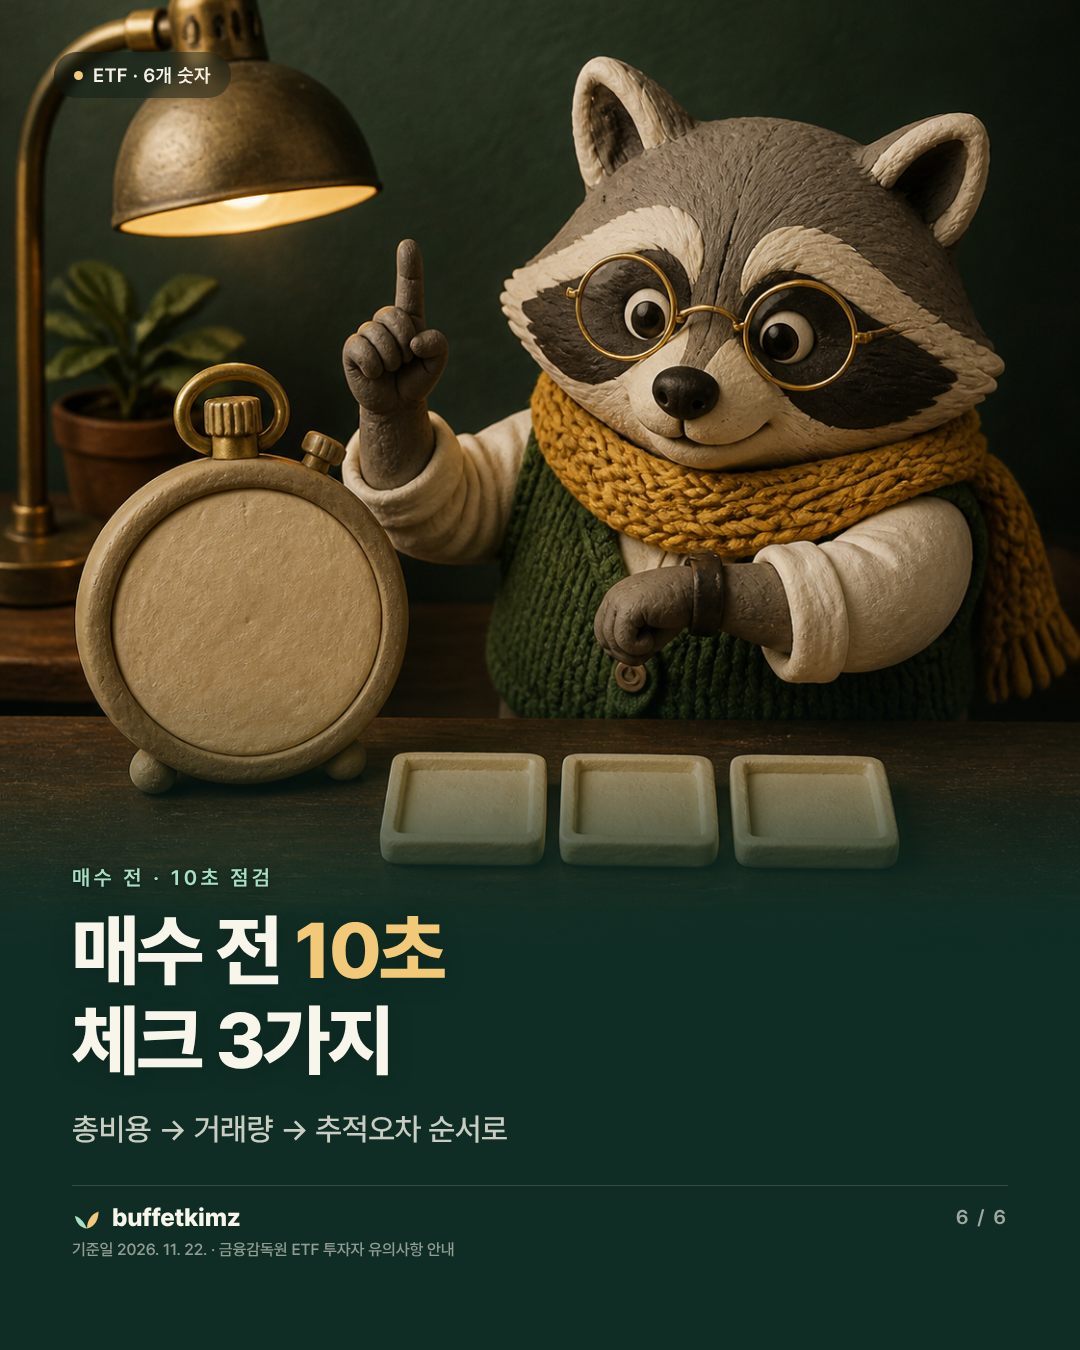 ETF · 6개 숫자
매수 전 · 10초 점검
매수 전 10초
체크 3가지
총비용 → 거래량 → 추적오차 순서로
buffetkimz
6 / 6
기준일 2026. 11. 22. · 금융감독원 ETF 투자자 유의사항 안내